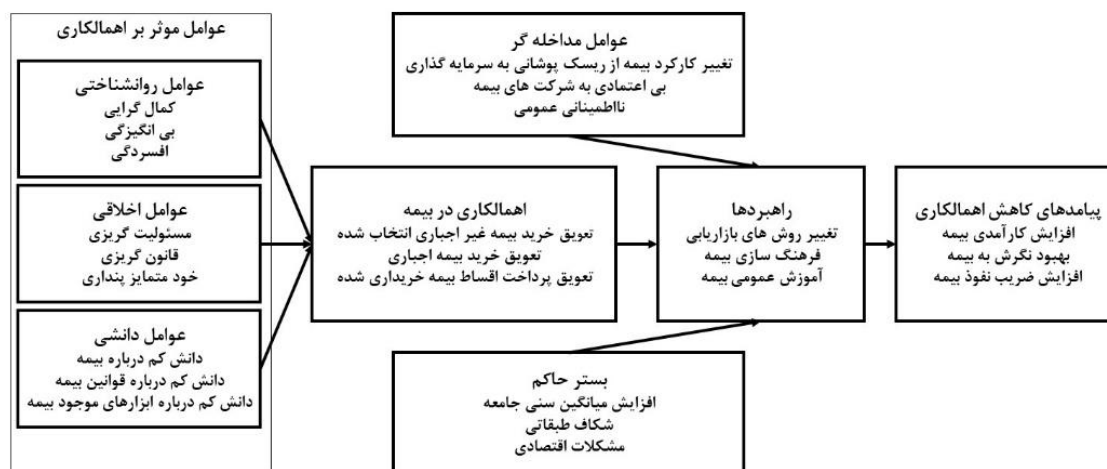 عوامل موثر بر اهمالکاری
عوامل روانشناختی
کمال گرایی
بی انگیزگی
افسردگی
عوامل اخلاقی
مسئولیت گریزی
قانون گریزی
خود متمایز پنداری
عوامل دانشی
دانش کم درباره بیمه
دانش کم درباره قوانین بیمه
دانش کم درباره ابزارهای موجود بیمه
عوامل مداخله گر
تغییر کارکرد بیمه از ریسک پوشانی به سرمایه گذاری
بی اعتمادی به شرکت های بیمه
نااطمینانی عمومی
اهمالکاری در بیمه
تعویق خرید بیمه غیر اجباری انتخاب شده
تعویق خرید بیمه اجباری
تعویق پرداخت اقساط بیمه خریداری شده
بستر حاکم
افزایش میانگین سنی جامعه
شکاف طبقاتی
مشکلات اقتصادی
راهبردها
تغییر روش های بازاریابی
فرهنگ سازی بیمه
آموزش عمومی بیمه
پیامدهای کاهش اهمالکاری
افزایش کارآمدی بیمه
بهبود نگرش به بیمه
افزایش ضریب نفوذ بیمه